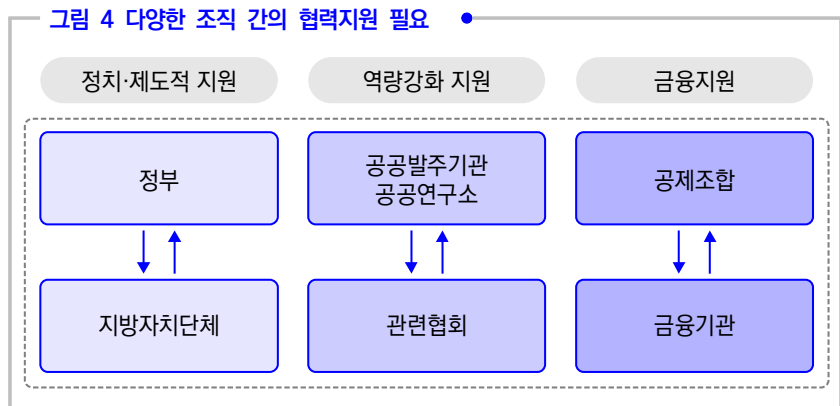 그림 4 다양한 조직 간의 협력지원 필요
정치·제도적 지원
역량강화 지원
금융지원
정부
공공발주기관
공공연구소
공제조합
지방자치단체
관련협회
금융기관